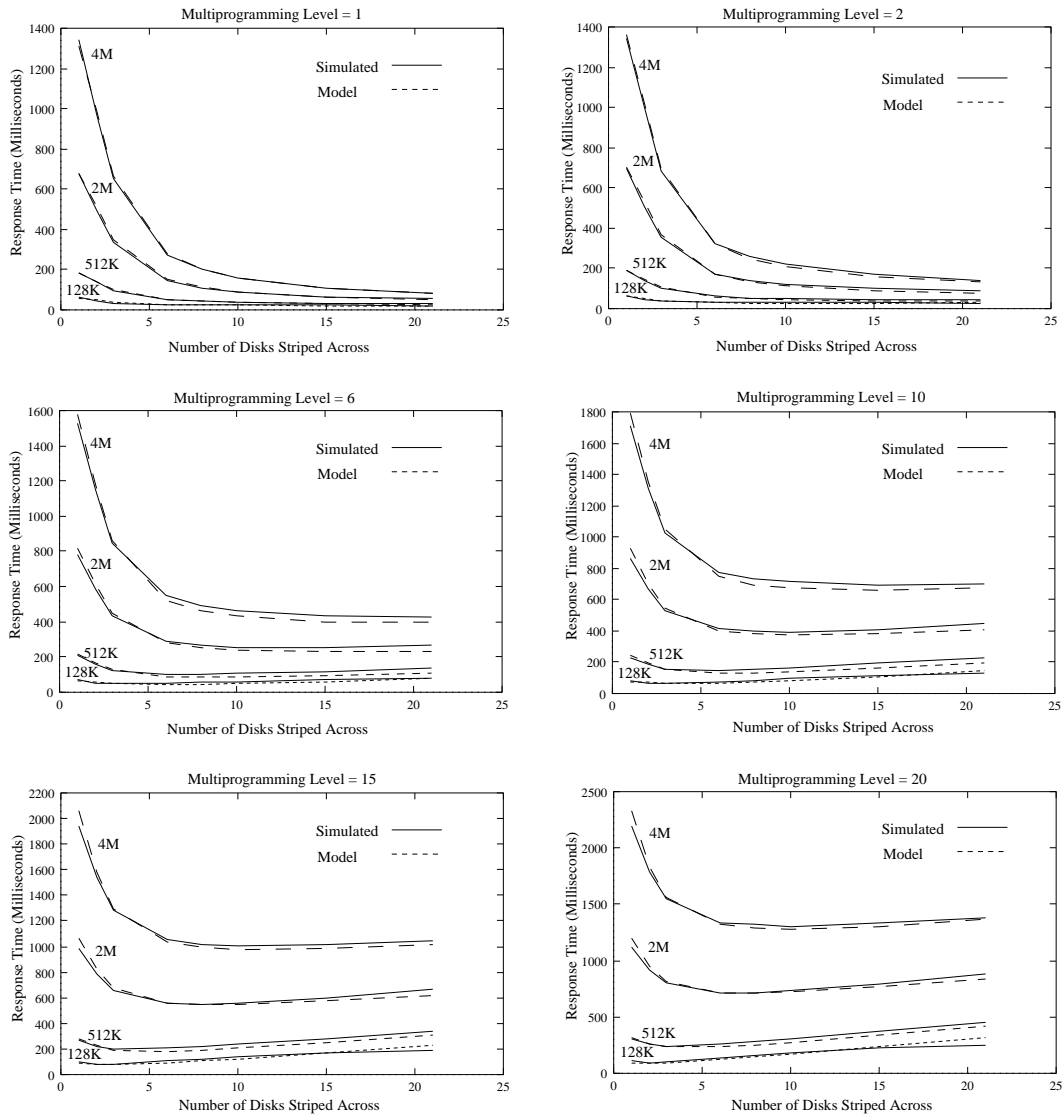 Multiprogramming Level = 1
Response Time (Milliseconds)
1400
1200
1000
800
600
400
200
0
4M
2M
512K
128K
Simulated
Model
0 5 10 15 20 25
Number of Disks Striped Across
Multiprogramming Level = 2
Response Time (Milliseconds)
1400
1200
1000
800
600
400
200
0
4M
2M
512K
128K
Simulated
Model
0 5 10 15 20 25
Number of Disks Striped Across
Multiprogramming Level = 6
Response Time (Milliseconds)
1600
1400
1200
1000
800
600
400
200
0
4M
2M
512K
128K
Simulated
Model
0 5 10 15 20 25
Number of Disks Striped Across
Multiprogramming Level = 10
Response Time (Milliseconds)
1800
1600
1400
1200
1000
800
600
400
200
0
4M
2M
512K
128K
Simulated
Model
0 5 10 15 20 25
Number of Disks Striped Across
Multiprogramming Level = 15
Response Time (Milliseconds)
2200
2000
1800
1600
1400
1200
1000
800
600
400
200
0
4M
2M
512K
128K
Simulated
Model
0 5 10 15 20 25
Number of Disks Striped Across
Multiprogramming Level = 20
Response Time (Milliseconds)
2500
2000
1500
1000
500
0
4M
2M
512K
128K
Simulated
Model
0 5 10 15 20 25
Number of Disks Striped Across